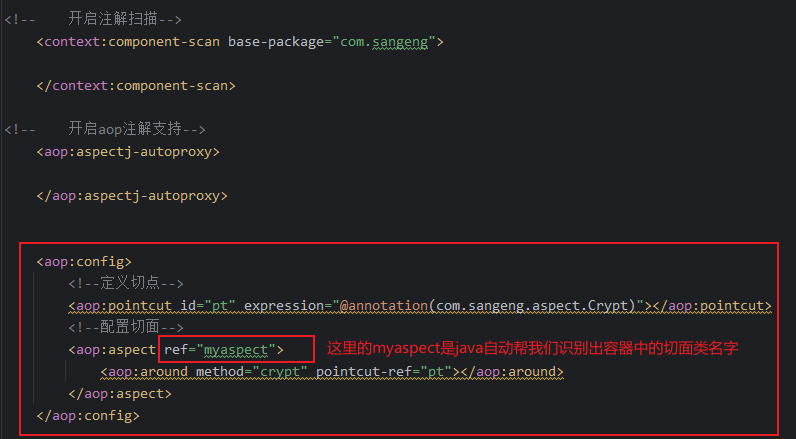 <!--    开启注解扫描-->
<context:component-scan base-package="com.sangeng">
</context:component-scan>
<!--    开启aop注解支持-->
<aop:aspectj-autoproxy>
</aop:aspectj-autoproxy>
<aop:config>
<!--定义切点-->
<aop:pointcut id="pt" expression="@annotation(com.sangeng.aspect.Crypt)"></aop:pointcut>
<!--配置切面-->
<aop:aspect ref="myaspect"> 这里的myaspect是java自动帮我们识别出容器中的切面类名字
<aop:around method="crypt" pointcut-ref="pt"></aop:around>
</aop:aspect>
</aop:config>